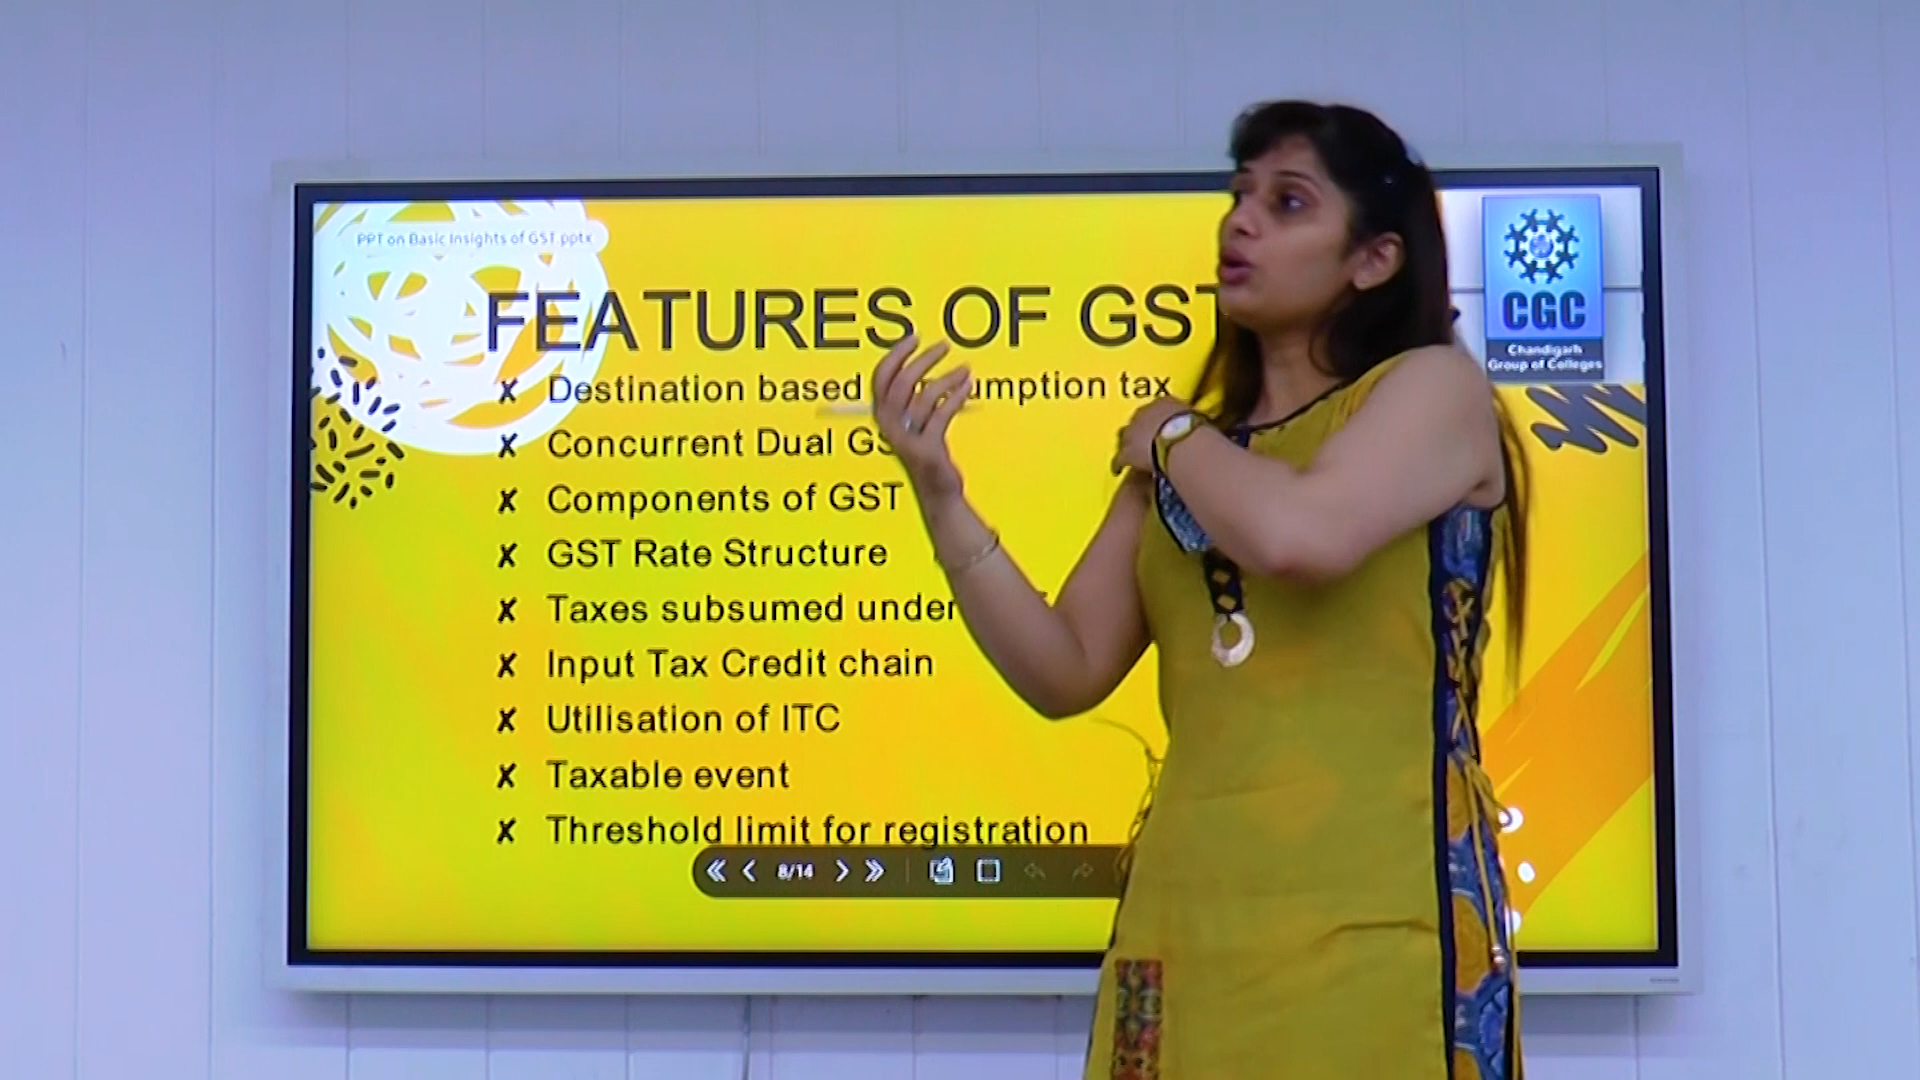 PPT on Basic Insights of GST.pptx
FEATURES OF GST
✗ Destination based umption tax
✗ Concurrent Dual GS
✗ Components of GST
✗ GST Rate Structure
✗ Taxes subsumed under
✗ Input Tax Credit chain
✗ Utilisation of ITC
✗ Taxable event
✗ Threshold limit for registration
8/14
CGC
Chandigarh
Group of Colleges